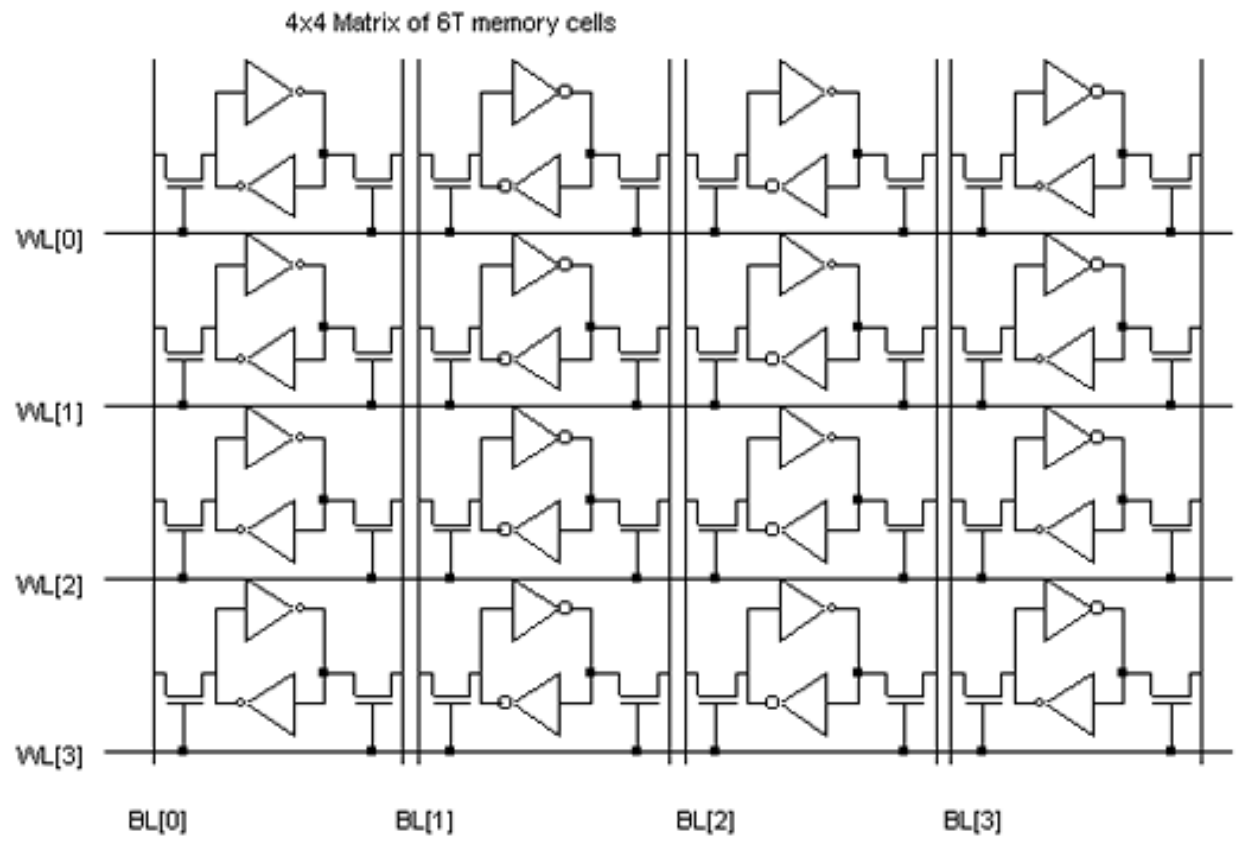 4x4 Matrix of 6T memory cells
WL[0]
WL[1]
WL[2]
WL[3]
BL[0] BL[1] BL[2] BL[3]